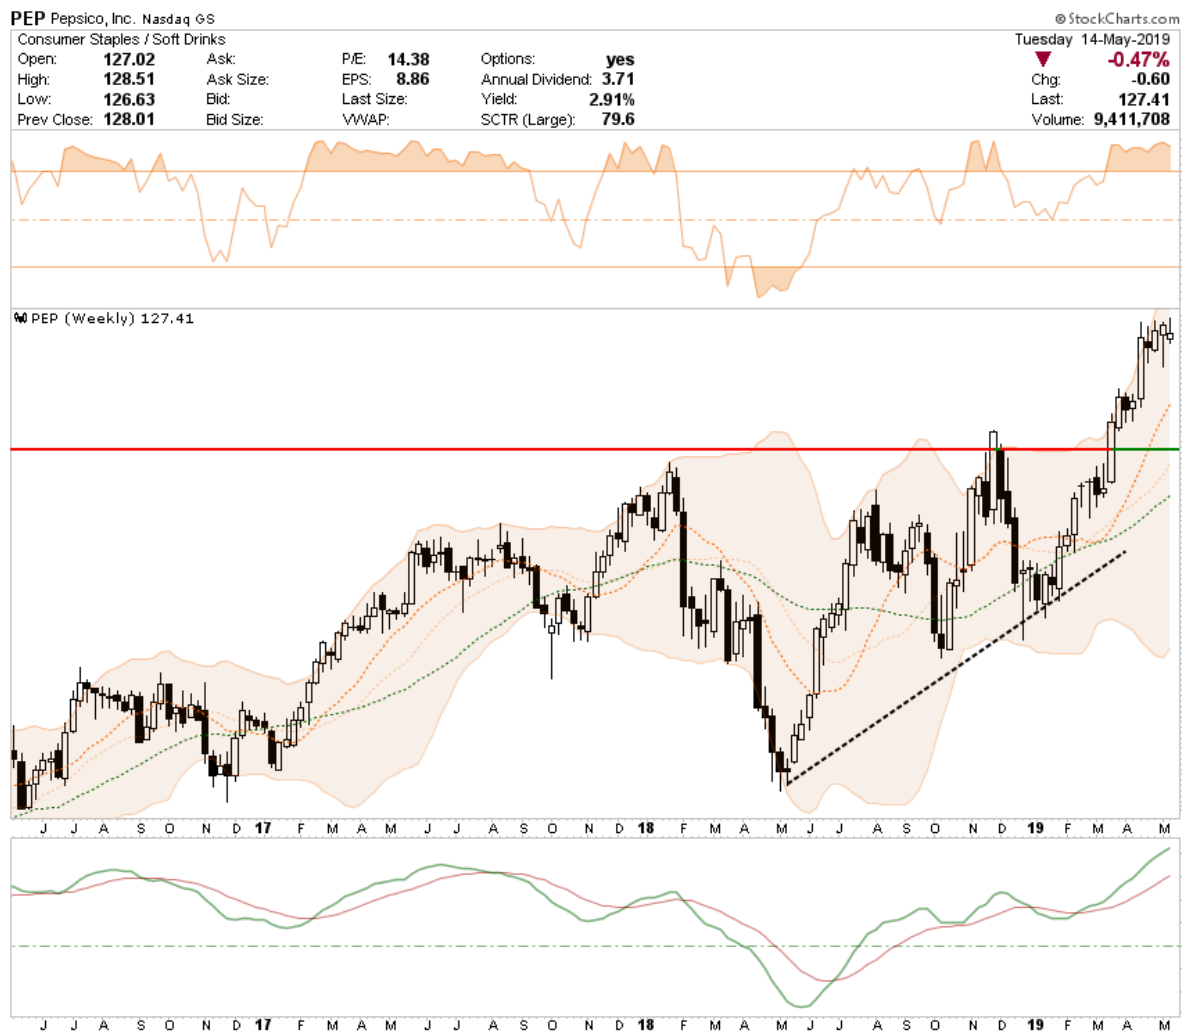 PEP Pepsico, Inc. Nasdaq GS © StockCharts.com
Consumer Staples / Soft Drinks Tuesday 14-May-2019
Open: 127.02 Ask: P/E: 14.38 Options: yes ▼ -0.47%
High: 128.51 Ask Size: EPS: 8.86 Annual Dividend: 3.71 Chg: -0.60
Low: 126.63 Bid: Last Size: Yield: 2.91% Last: 127.41
Prev Close: 128.01 Bid Size: VWAP: SCTR (Large): 79.6 Volume: 9,411,708
PEP (Weekly) 127.41
J J A S O N D 17 F M A M J J A S O N D 18 F M A M J J A S O N D 19 F M A M
J J A S O N D 17 F M A M J J A S O N D 18 F M A M J J A S O N D 19 F M A M